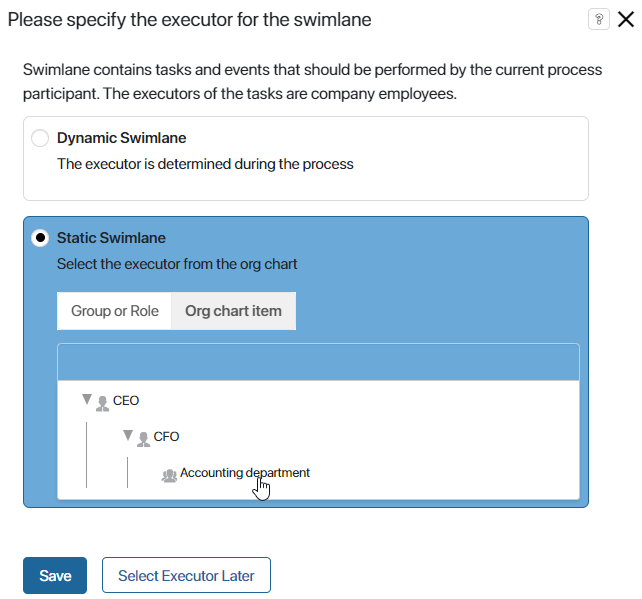 Please specify the executor for the swimlane
?
Swimlane contains tasks and events that should be performed by the current process
participant. The executors of the tasks are company employees.
Dynamic Swimlane
The executor is determined during the process
Static Swimlane
Select the executor from the org chart
Group or Role
Org chart item
CEO
CFO
Accounting department
Save
Select Executor Later